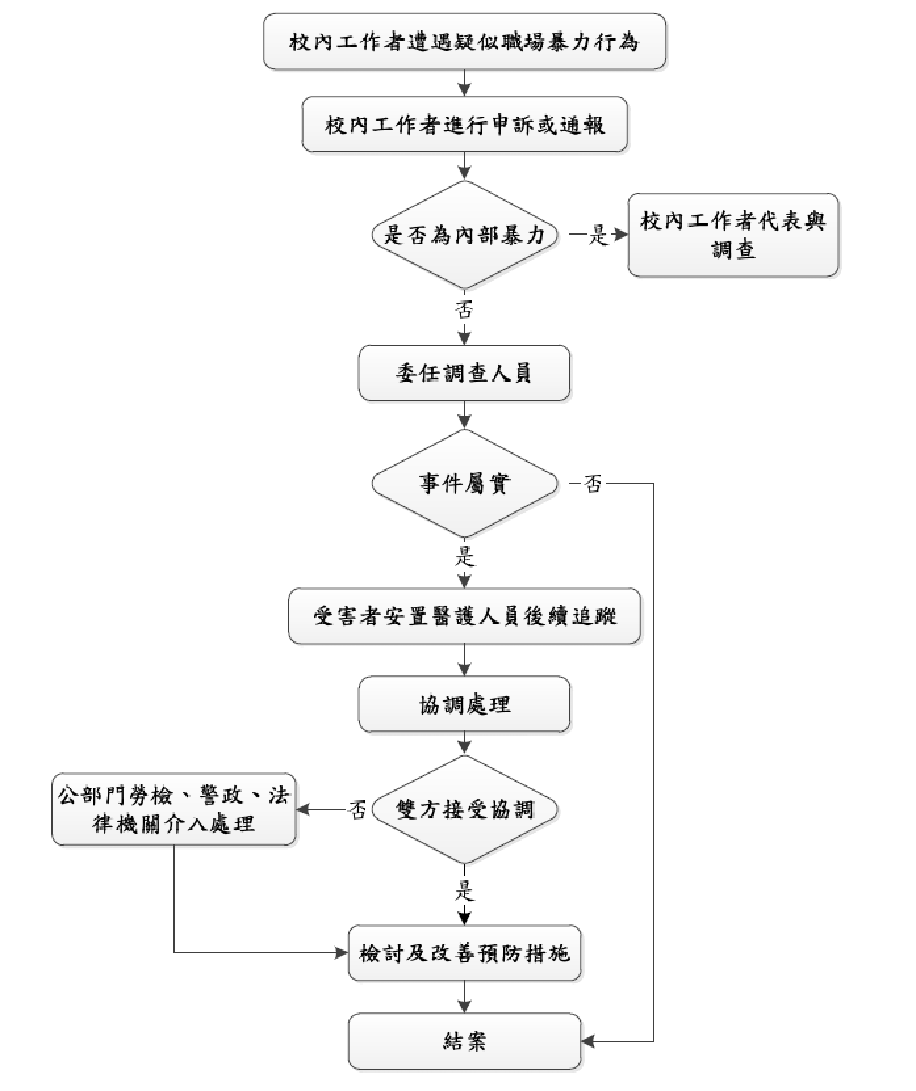 校內工作者遭遇疑似職場暴力行為
校內工作者進行申訴或通報
是否為內部暴力
是
校內工作者代表與
調查
否
委任調查人員
事件屬實
否
是
受害者安置醫護人員後續追蹤
協調處理
公部門勞檢、警政、法
律機關介入處理
否
雙方接受協調
是
檢討及改善預防措施
結案